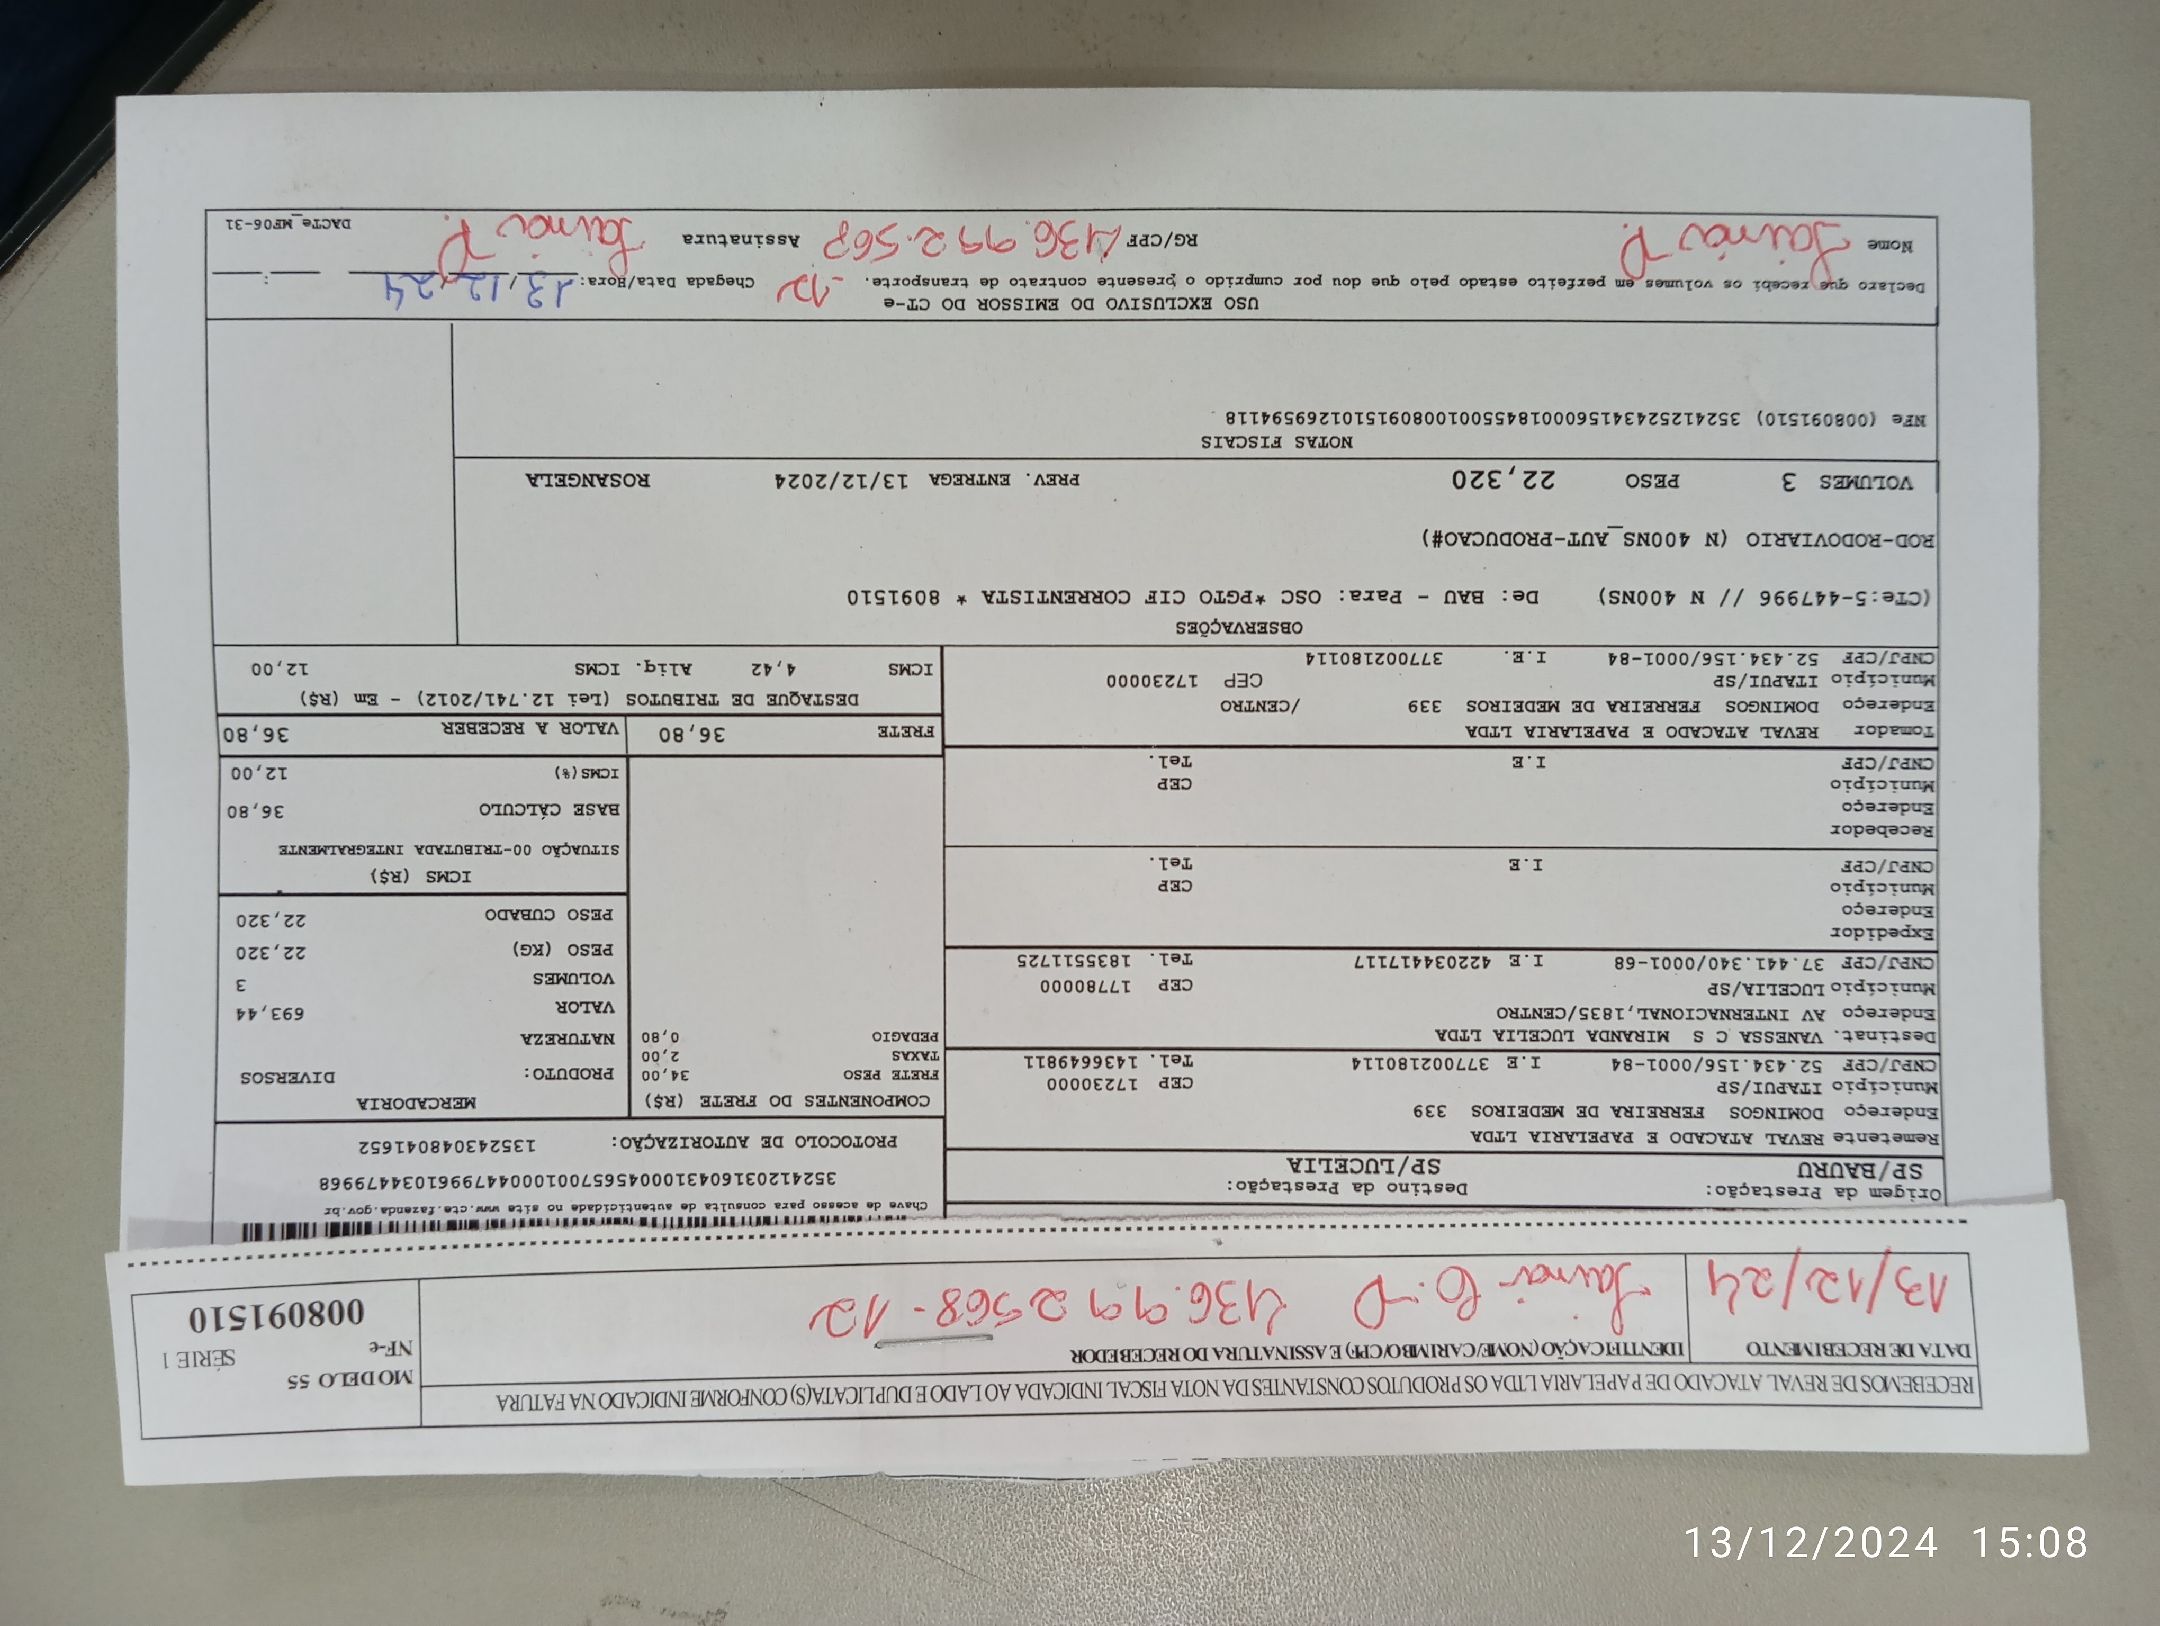 RECEBEMOS DE REVAL ATACADO DE PAPELARIA LTDA OS PRODUTOS CONSTANTES DA NOTA FISCAL INDICADA AO LADO E DUPLICATA(S) CONFORME INDICADO NA FATURA
MODELO 55
NF-e SÉRIE 1
008091510
DATA DE RECEBIMENTO
13/12/24
IDENTIFICAÇÃO (NOME/CARIMBO/CPF) E ASSINATURA DO RECEBEDOR
436.992568-12
Chave de acesso para consulta de autenticidade no site www.cte.fazenda.gov.br
35241203160431000456570010004479961034479968
PROTOCOLO DE AUTORIZAÇÃO: 135243048041652
Origem da Prestação: Destino da Prestação:
SP/BAURU SP/LUCELIA
Remetente REVAL ATACADO E PAPELARIA LTDA
Endereço DOMINGOS FERREIRA DE MEDEIROS 339
Município ITAPUI/SP CEP 17230000
CNPJ/CPF 52.434.156/0001-84 I.E 377002180114 Tel. 1436649811
Destinat. VANESSA C S MIRANDA LUCELIA LTDA
Endereço AV INTERNACIONAL,1835/CENTRO
Município LUCELIA/SP CEP 17780000
CNPJ/CPF 37.441.340/0001-68 I.E 422034417117 Tel. 1835511725
Expedidor
Endereço
Município CEP
CNPJ/CPF I.E Tel.
Recebedor
Endereço
Município CEP
CNPJ/CPF I.E Tel.
Tomador REVAL ATACADO E PAPELARIA LTDA
Endereço DOMINGOS FERREIRA DE MEDEIROS 339 /CENTRO
Município ITAPUI/SP CEP 17230000
CNPJ/CPF 52.434.156/0001-84 I.E. 377002180114
COMPONENTES DO FRETE (R$)
FRETE PESO 34,00
TAXAS 2,00
PEDAGIO 0,80
MERCADORIA
PRODUTO: DIVERSOS
NATUREZA
VALOR 693,44
VOLUMES 3
PESO (KG) 22,320
PESO CUBADO 22,320
ICMS (R$)
SITUAÇÃO 00-TRIBUTADA INTEGRALMENTE
BASE CÁLCULO 36,80
ICMS(%) 12,00
FRETE 36,80 VALOR A RECEBER 36,80
DESTAQUE DE TRIBUTOS (Lei 12.741/2012) - Em (R$)
ICMS 4,42 Aliq. ICMS 12,00
OBSERVAÇÕES
(CTe:5-447996 // N 400NS) De: BAU - Para: OSC *PGTO CIF CORRENTISTA * 8091510
ROD-RODOVIARIO (N 400NS_AUT-PRODUCAO#)
VOLUMES 3 PESO 22,320 PREV. ENTREGA 13/12/2024 ROSANGELA
NOTAS FISCAIS
NFe (008091510) 35241252434156000184550010080915101269594118
USO EXCLUSIVO DO EMISSOR DO CT-e
Declaro que recebi os volumes em perfeito estado pelo que dou por cumprido o presente contrato de transporte. -12 Chegada Data/Hora: 13/12/24 :
Nome RG/CPF 436.992.568 Assinatura
DACTe_MF06-31
13/12/2024 15:08